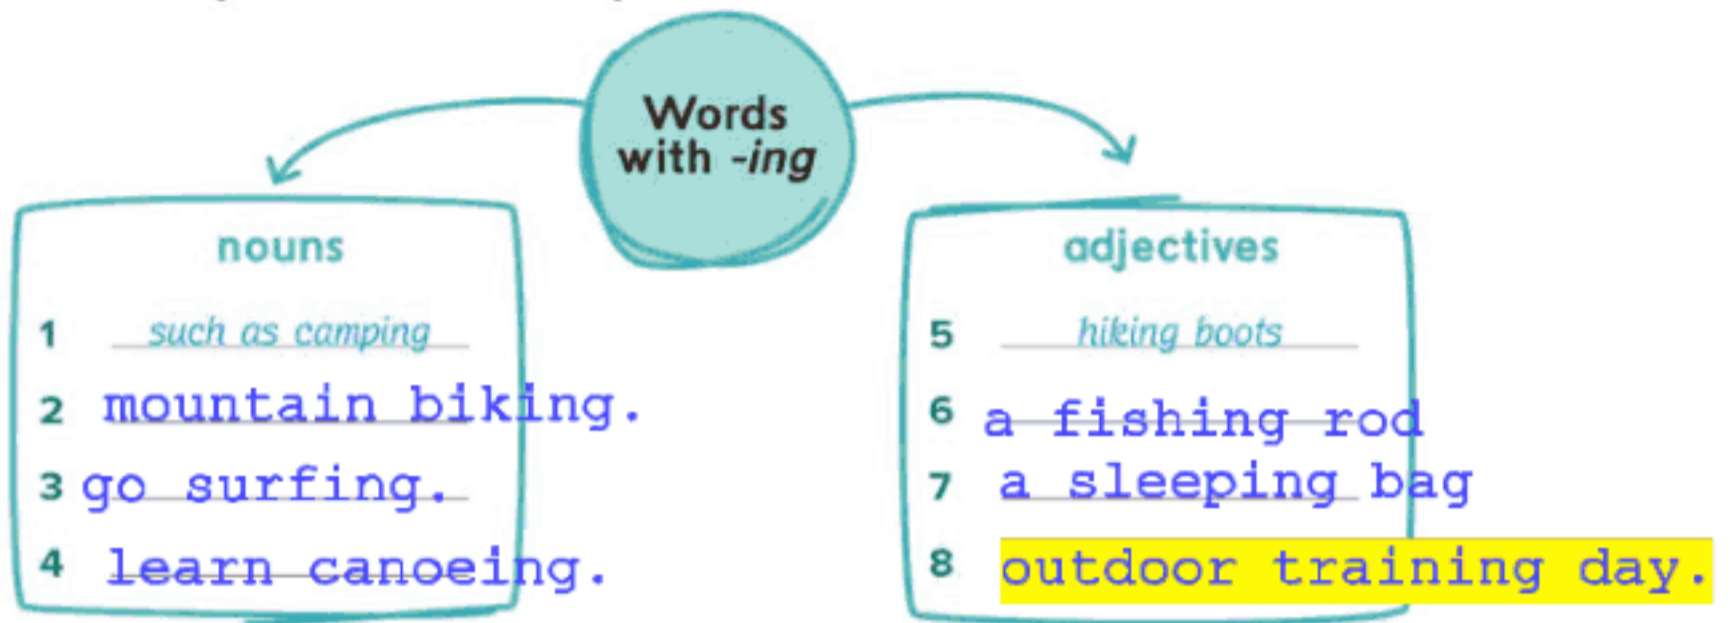 Words
with -ing
nouns
1 such as camping
2 mountain biking.
3 go surfing.
4 learn canoeing.
adjectives
5 hiking boots
6 a fishing rod
7 a sleeping bag
8 outdoor training day.